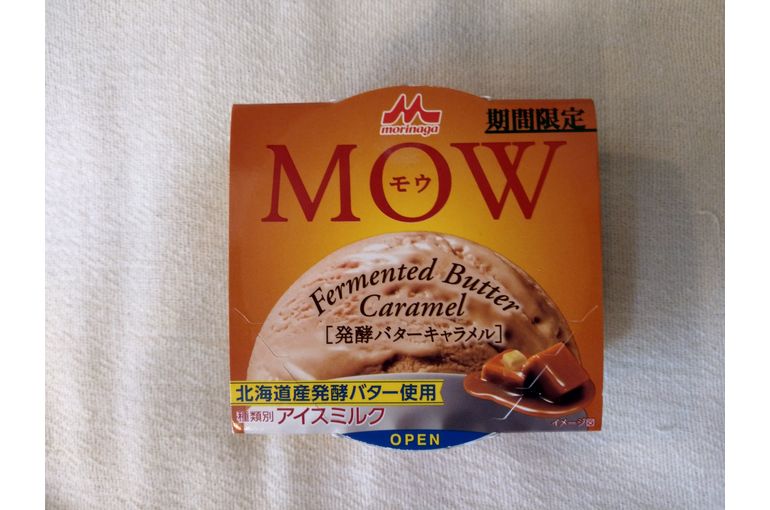 morinaga
期間限定
MOW
モウ
Fermented Butter
Caramel
[発酵バターキャラメル]
北海道産発酵バター使用
種類別 アイスミルク
イメージ図
OPEN